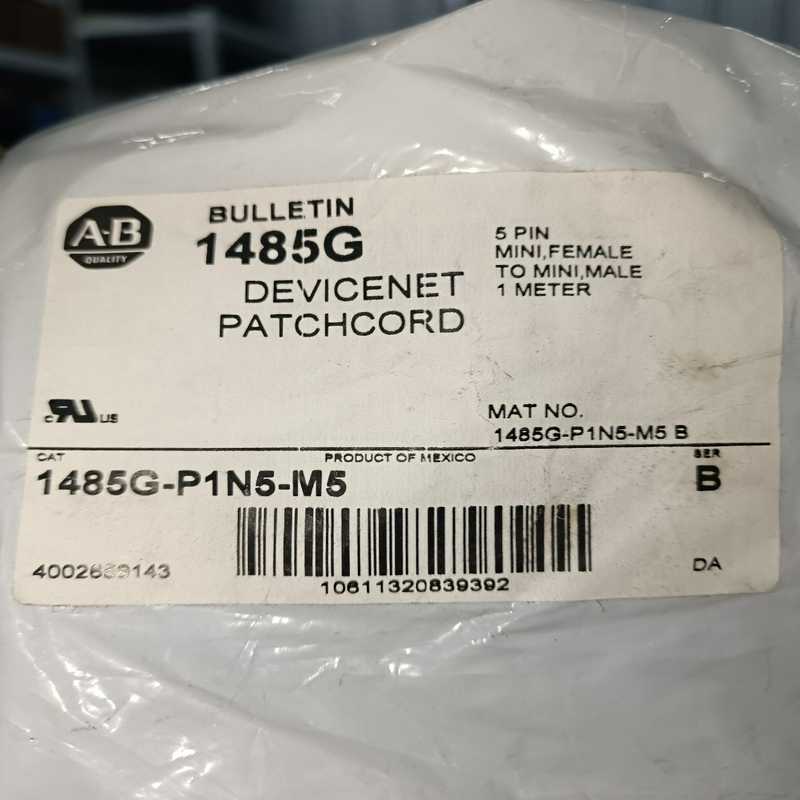 A-B
QUALITY
BULLETIN
1485G
DEVICENET
PATCHCORD
5 PIN
MINI,FEMALE
TO MINI,MALE
1 METER
c RU US
MAT NO.
1485G-P1N5-M5 B
CAT
PRODUCT OF MEXICO
SER
1485G-P1N5-M5
B
10611320839392
DA